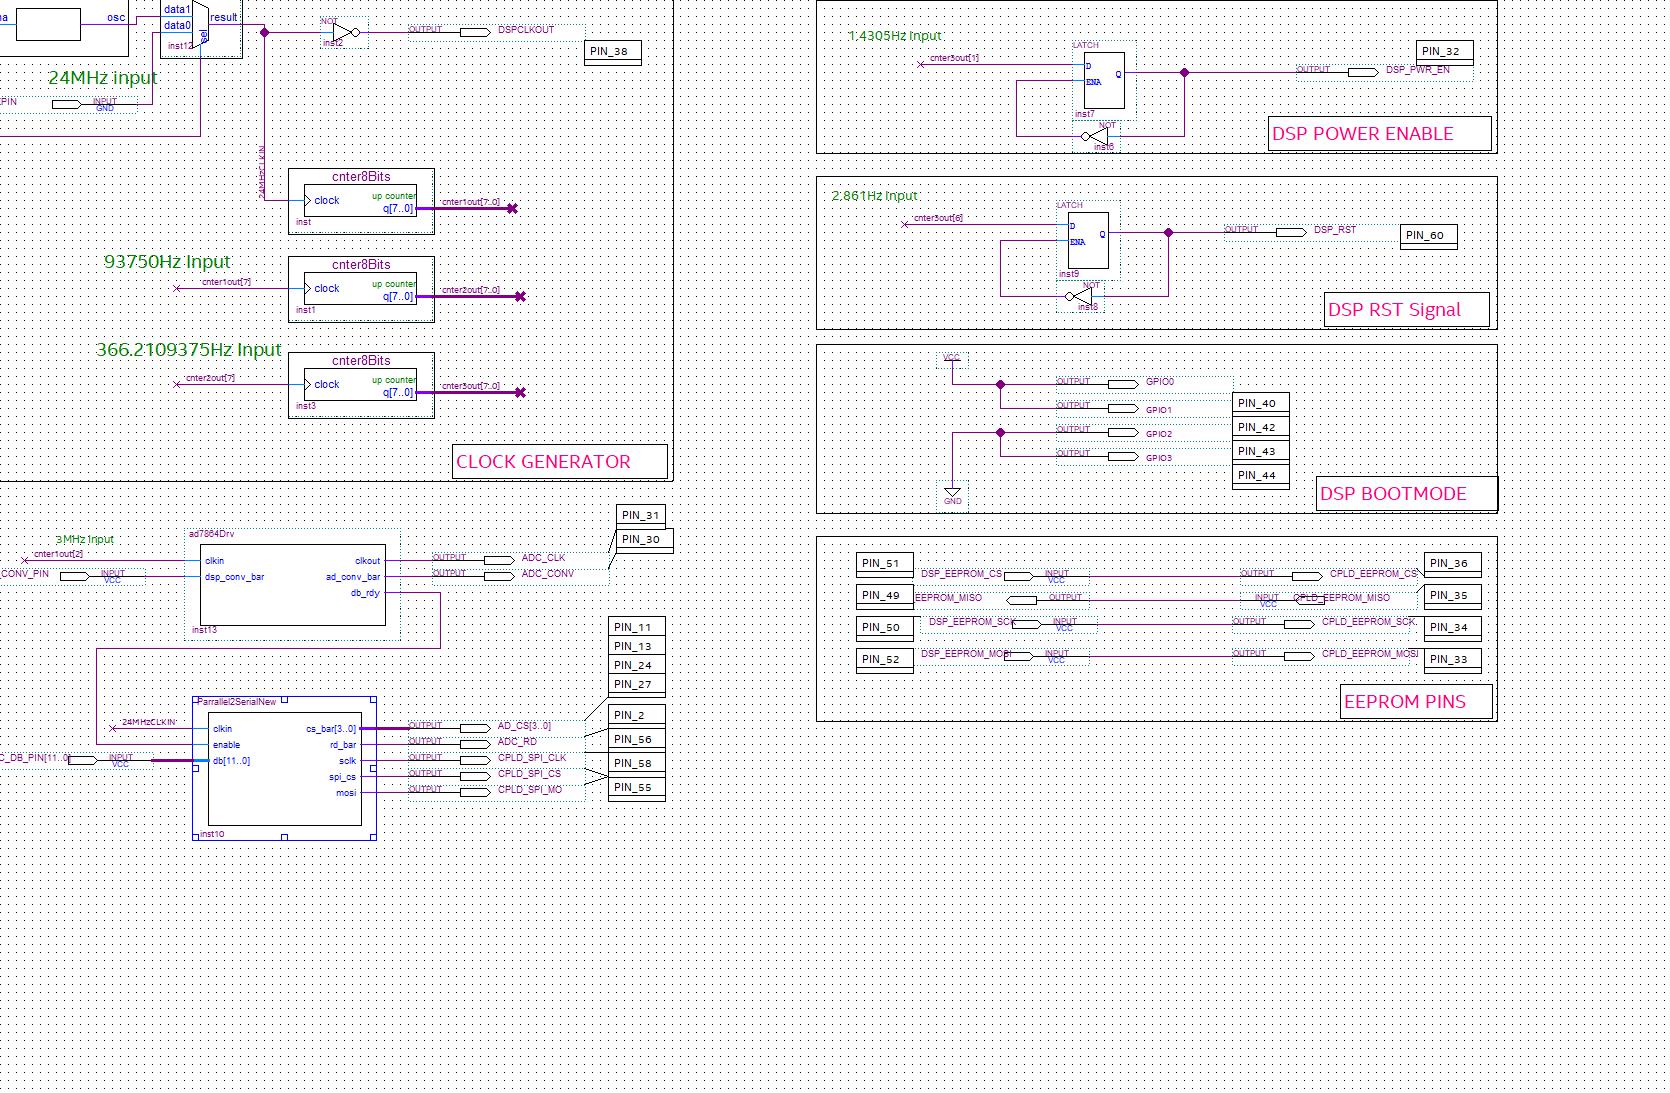 osc
data1
data0
result
sel
inst12
NOT
inst2
OUTPUT
DSPCLKOUT
PIN_38
24MHz input
PIN
INPUT
GND
24MHzCLKIN
cnter8Bits
up counter
clock
q[7..0]
inst
cnter1out[7..0]
93750Hz Input
cnter1out[7]
cnter8Bits
up counter
clock
q[7..0]
inst1
cnter2out[7..0]
366.2109375Hz Input
cnter2out[7]
cnter8Bits
up counter
clock
q[7..0]
inst3
cnter3out[7..0]
CLOCK GENERATOR
1.4305Hz Input
cnter3out[1]
LATCH
D
ENA
Q
inst7
NOT
inst6
OUTPUT
DSP_PWR_EN
PIN_32
DSP POWER ENABLE
2.861Hz Input
cnter3out[6]
LATCH
D
ENA
Q
inst9
NOT
inst8
OUTPUT
DSP_RST
PIN_60
DSP RST Signal
VCC
OUTPUT
GPIO0
OUTPUT
GPIO1
OUTPUT
GPIO2
OUTPUT
GPIO3
GND
PIN_40
PIN_42
PIN_43
PIN_44
DSP BOOTMODE
3MHz Input
cnter1out[2]
CONV_PIN
INPUT
VCC
ad7864Drv
clkin
dsp_conv_bar
clkout
ad_conv_bar
db_rdy
inst13
OUTPUT
ADC_CLK
OUTPUT
ADC_CONV
PIN_31
PIN_30
PIN_51
DSP_EEPROM_CS
INPUT
VCC
OUTPUT
CPLD_EEPROM_CS
PIN_36
PIN_49
EEPROM_MISO
OUTPUT
INPUT
VCC
CPLD_EEPROM_MISO
PIN_35
PIN_50
DSP_EEPROM_SCK
INPUT
VCC
OUTPUT
CPLD_EEPROM_SCK
PIN_34
PIN_52
DSP_EEPROM_MOSI
INPUT
VCC
OUTPUT
CPLD_EEPROM_MOSI
PIN_33
EEPROM PINS
Parrallel2SerialNew
24MHzCLKIN
C_DB_PIN[11..0]
INPUT
VCC
clkin
enable
db[11..0]
cs_bar[3..0]
rd_bar
sclk
spi_cs
mosi
inst10
OUTPUT
AD_CS[3..0]
OUTPUT
ADC_RD
OUTPUT
CPLD_SPI_CLK
OUTPUT
CPLD_SPI_CS
OUTPUT
CPLD_SPI_MO
PIN_11
PIN_13
PIN_24
PIN_27
PIN_2
PIN_56
PIN_58
PIN_55